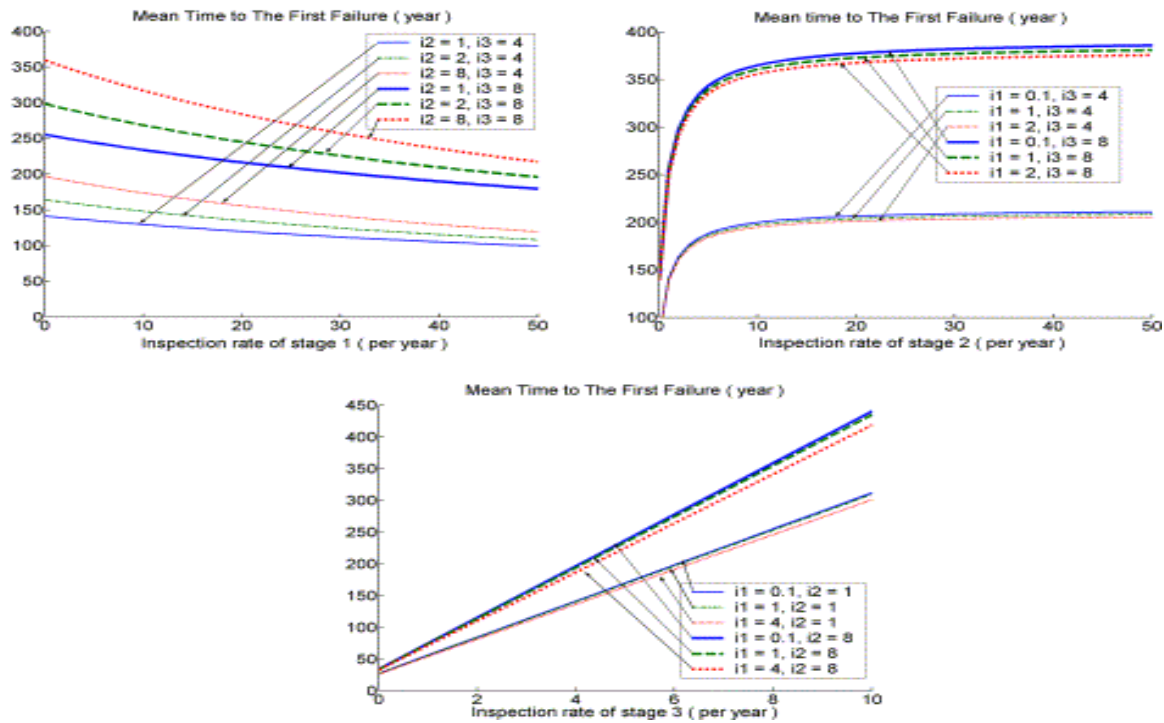 Mean Time to The First Failure ( year )
400
350
300
250
200
150
100
50
0
i2 = 1, i3 = 4
i2 = 2, i3 = 4
i2 = 8, i3 = 4
i2 = 1, i3 = 8
i2 = 2, i3 = 8
i2 = 8, i3 = 8
0 10 20 30 40 50
Inspection rate of stage 1 ( per year )
Mean time to The First Failure ( year )
400
350
300
250
200
150
100
i1 = 0.1, i3 = 4
i1 = 1, i3 = 4
i1 = 2, i3 = 4
i1 = 0.1, i3 = 8
i1 = 1, i3 = 8
i1 = 2, i3 = 8
0 10 20 30 40 50
Inspection rate of stage 2 ( per year )
Mean Time to The First Failure ( year )
450
400
350
300
250
200
150
100
50
0
i1 = 0.1, i2 = 1
i1 = 1, i2 = 1
i1 = 4, i2 = 1
i1 = 0.1, i2 = 8
i1 = 1, i2 = 8
i1 = 4, i2 = 8
0 2 4 6 8 10
Inspection rate of stage 3 ( per year )